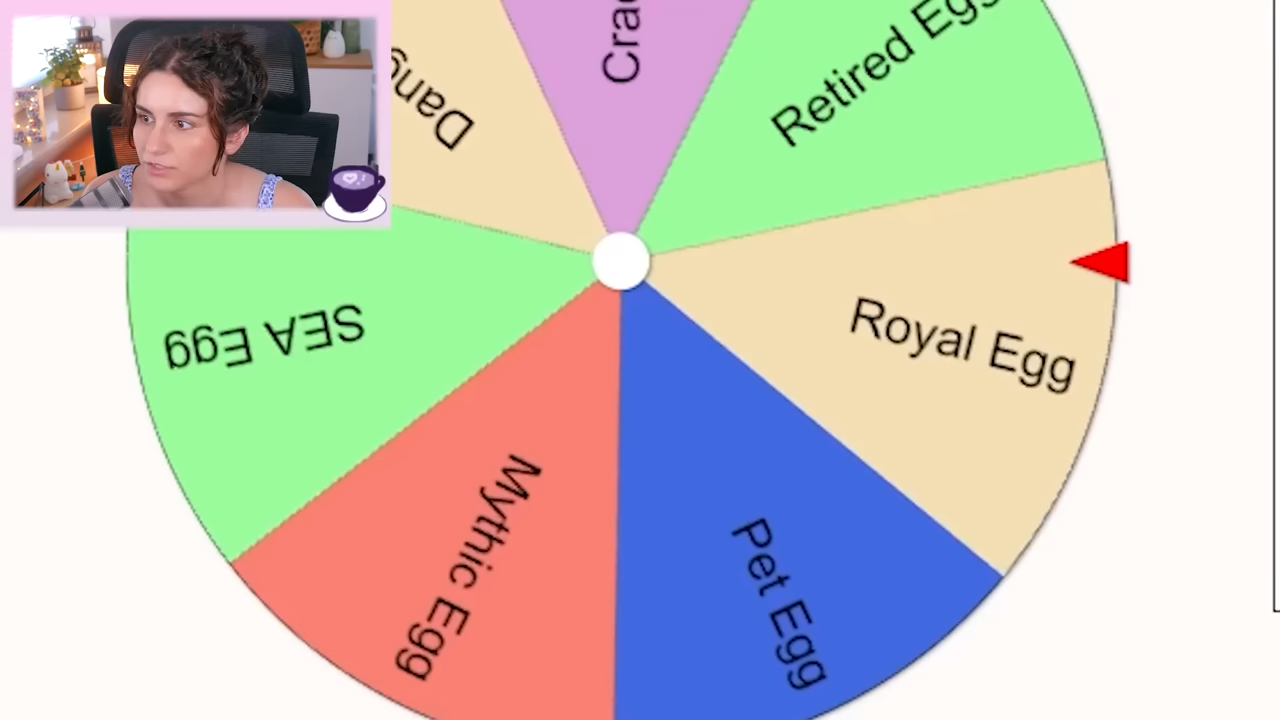 Retired Egg
Royal Egg
Pet Egg
Mythic Egg
SEA Egg